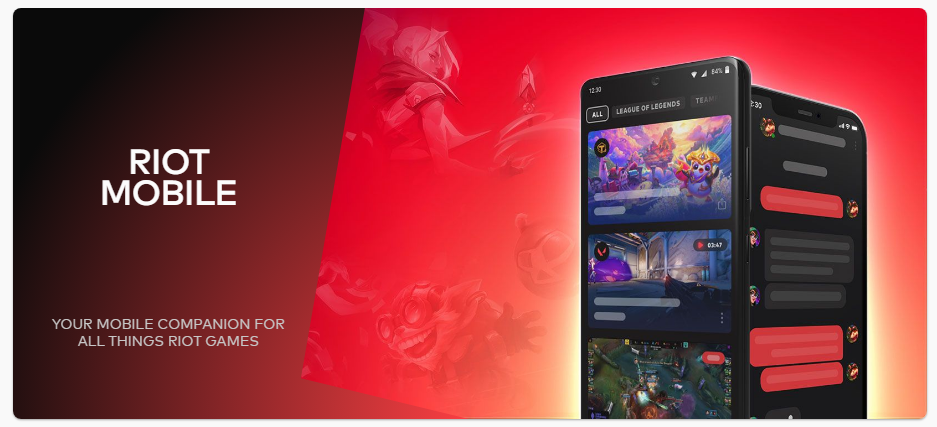 RIOT
MOBILE
YOUR MOBILE COMPANION FOR
ALL THINGS RIOT GAMES
12:30
84%
ALL
LEAGUE OF LEGENDS
TEAM
03:47
:30